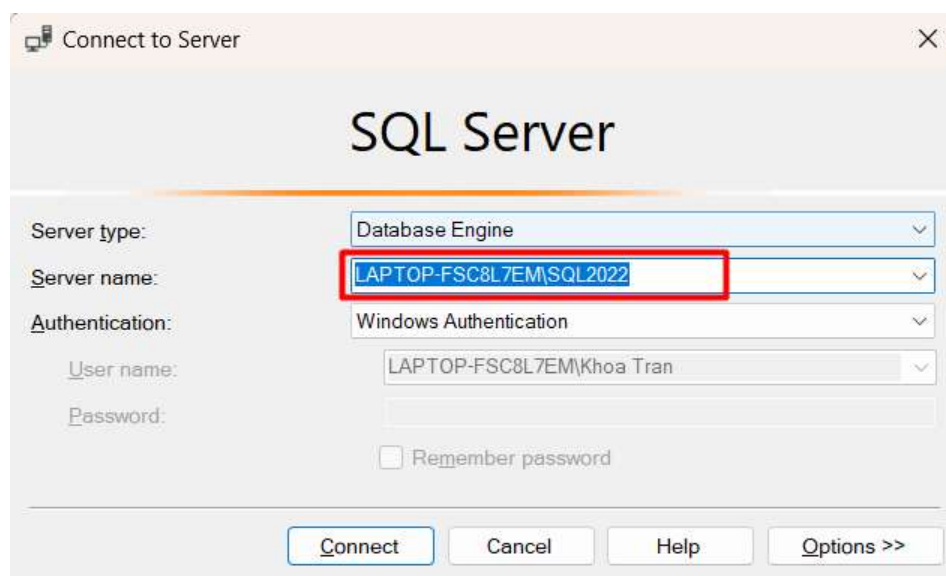 Connect to Server
SQL Server
Server type: Database Engine
Server name: LAPTOP-FSC8L7EM\SQL2022
Authentication: Windows Authentication
User name: LAPTOP-FSC8L7EM\Khoa Tran
Password:
Remember password
Connect Cancel Help Options >>